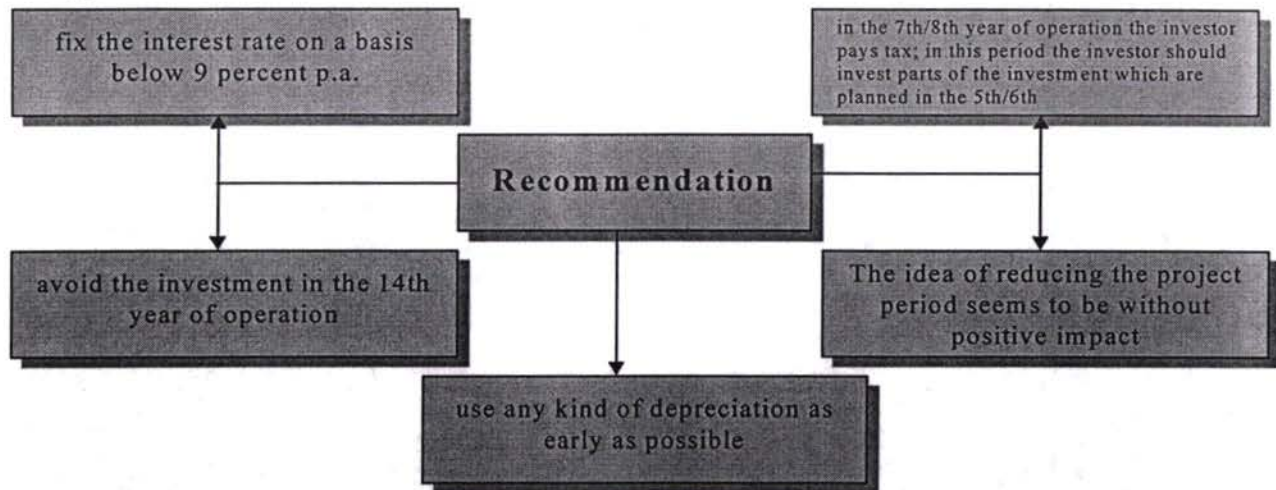 fix the interest rate on a basis
below 9 percent p.a.
in the 7th/8th year of operation the investor
pays tax; in this period the investor should
invest parts of the investment which are
planned in the 5th/6th
Recommendation
avoid the investment in the 14th
year of operation
The idea of reducing the project
period seems to be without
positive impact
use any kind of depreciation as
early as possible